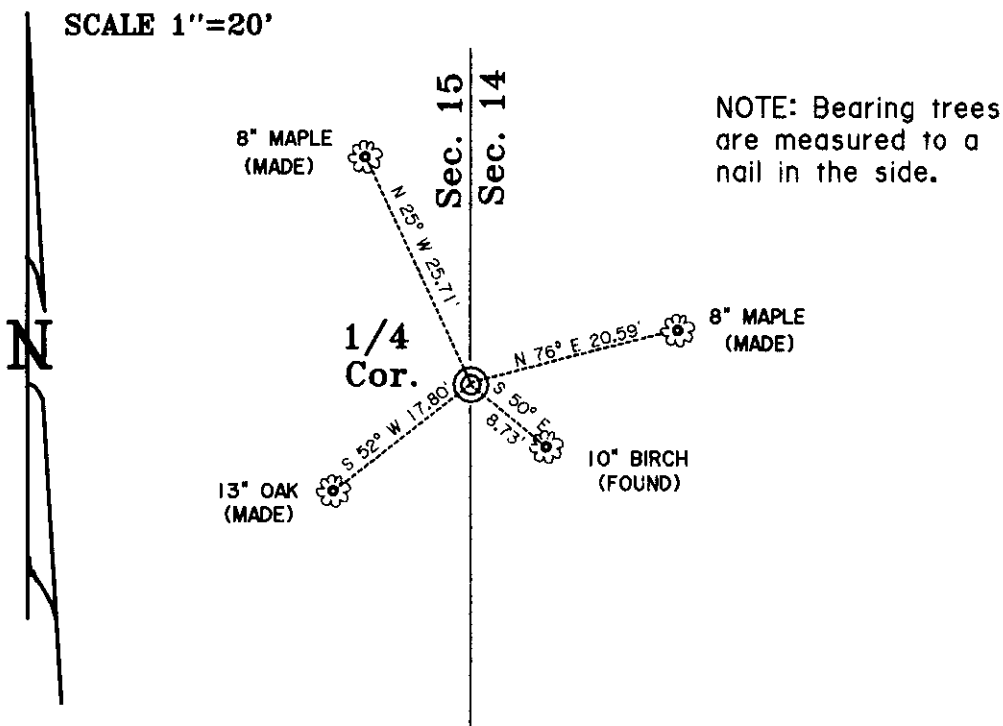 SCALE 1"=20'
Sec. 15
Sec. 14
NOTE: Bearing trees
are measured to a
nail in the side.
8" MAPLE
(MADE)
N 25° W 25.71'
N
1/4
Cor.
8" MAPLE
(MADE)
N 76° E 20.59'
S 50° E
8.73'
S 52° W 17.80'
10" BIRCH
(FOUND)
13" OAK
(MADE)